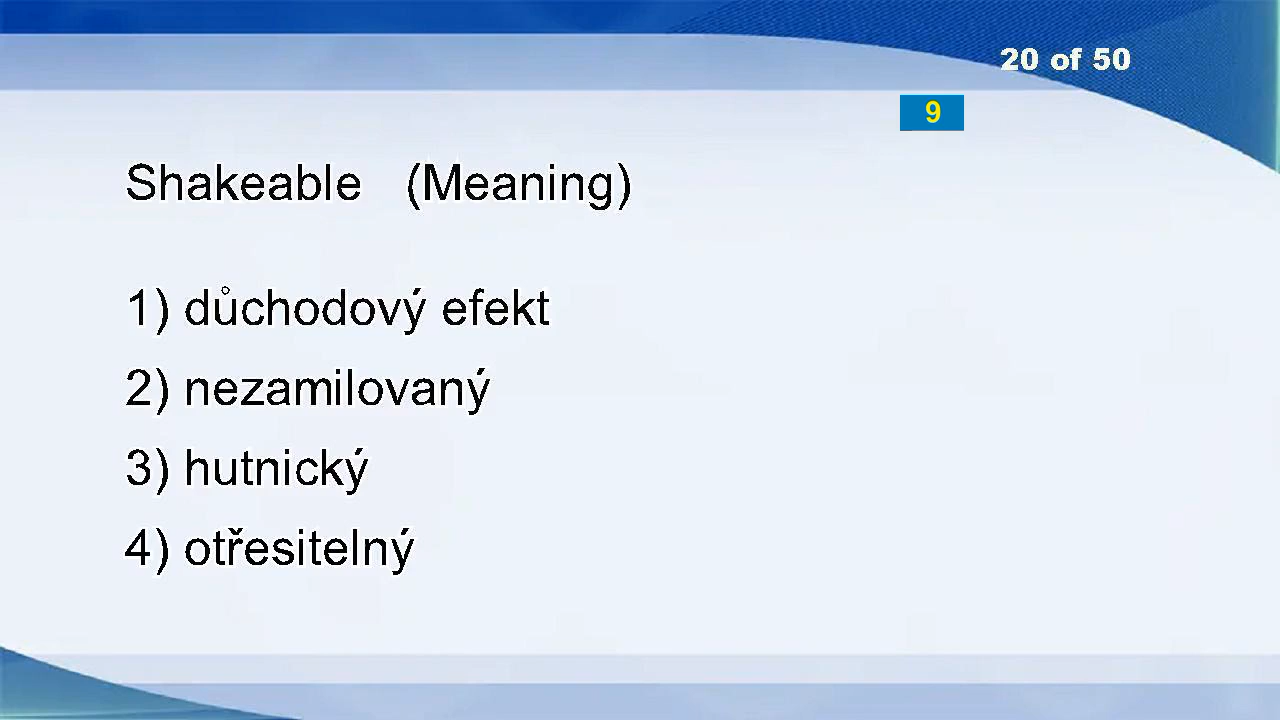 20 of 50
9
Shakeable (Meaning)
1) důchodový efekt
2) nezamilovaný
3) hutnický
4) otřesitelný